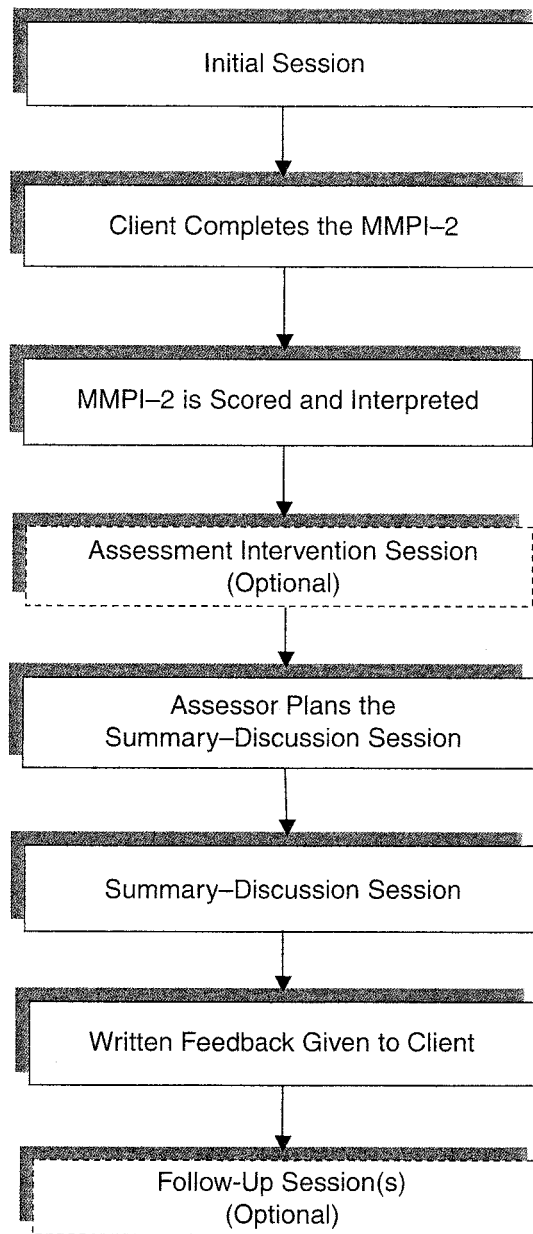 Initial Session
Client Completes the MMPI–2
MMPI–2 is Scored and Interpreted
Assessment Intervention Session
(Optional)
Assessor Plans the
Summary–Discussion Session
Summary–Discussion Session
Written Feedback Given to Client
Follow-Up Session(s)
(Optional)